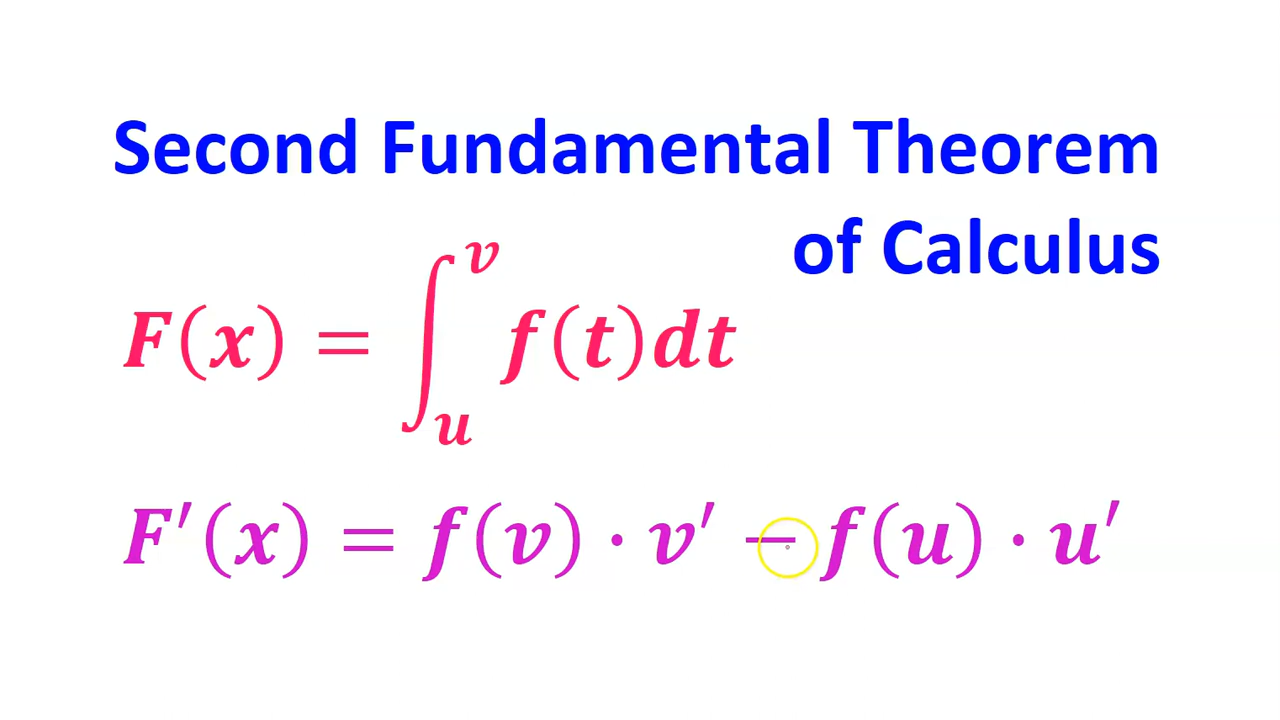 Second Fundamental Theorem
of Calculus
F(x) = ∫_u^v f(t)dt
F′(x) = f(v) · v′ − f(u) · u′